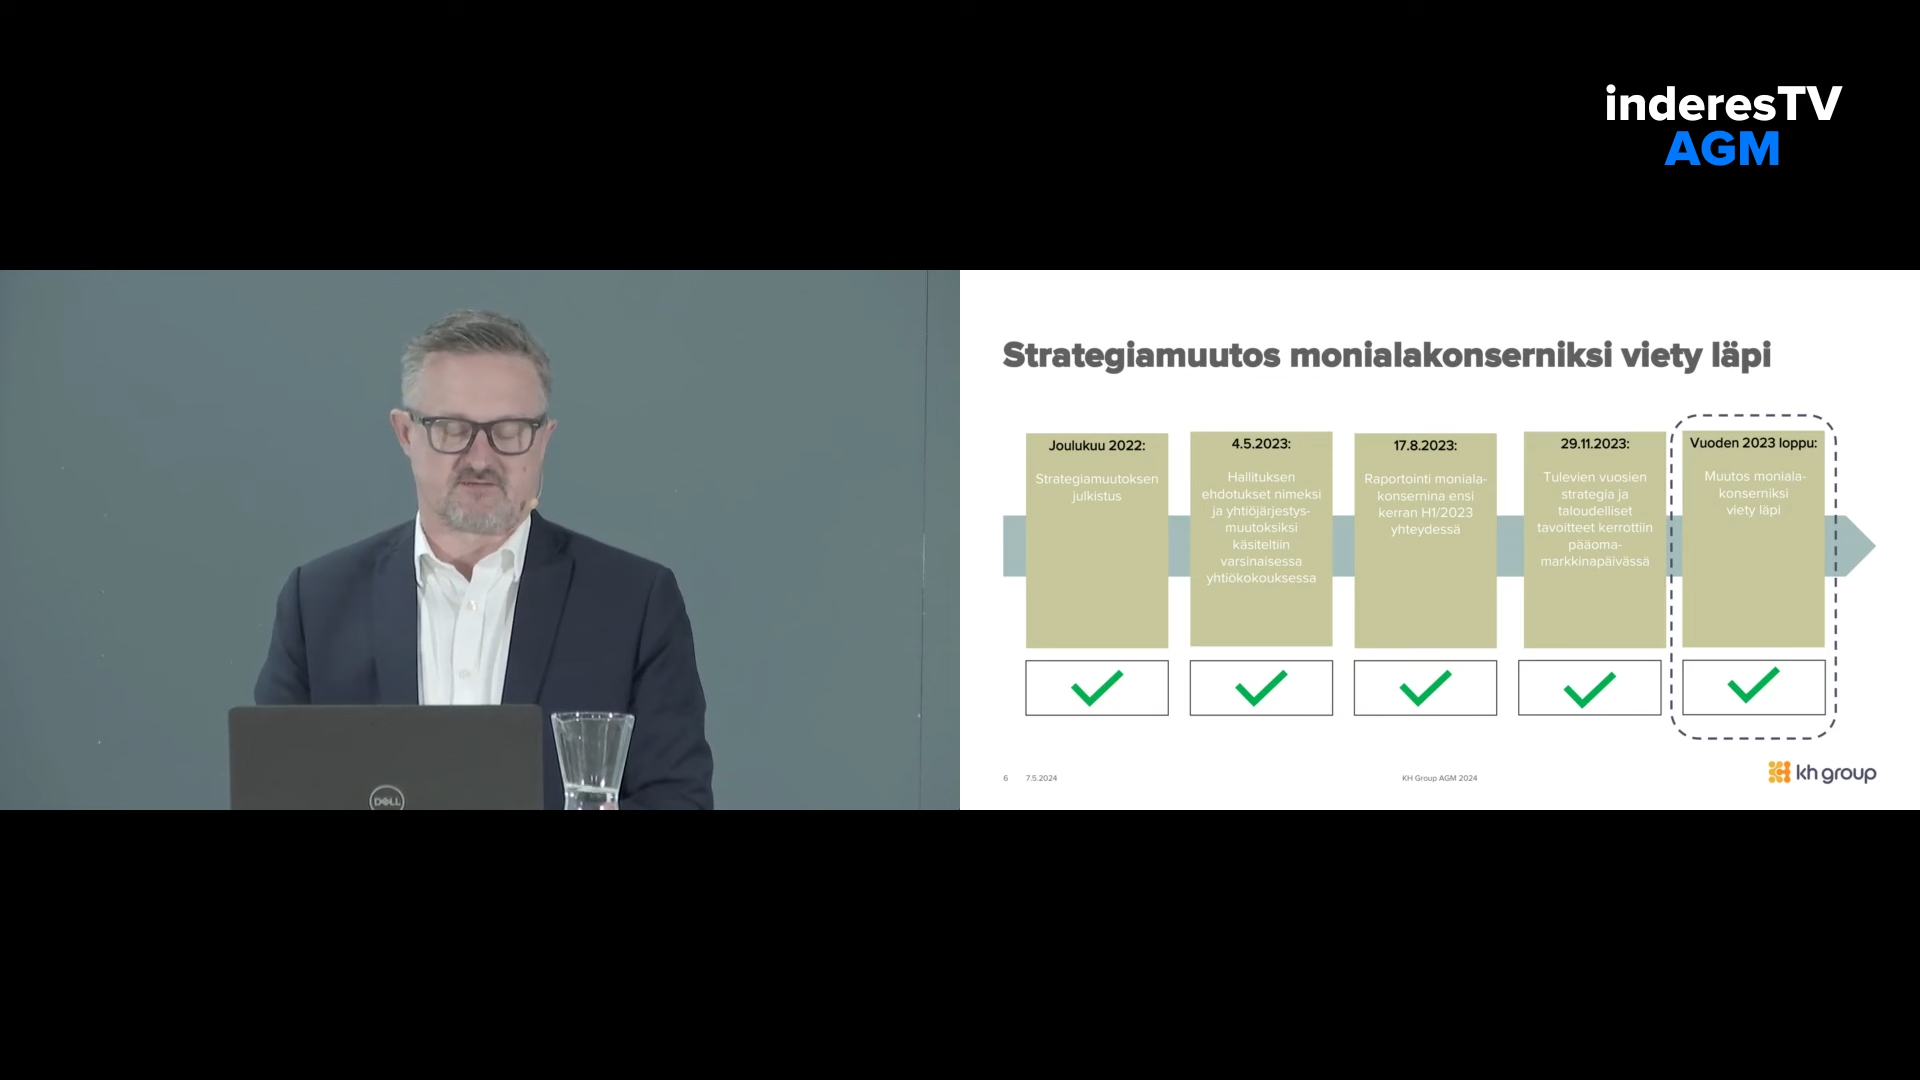 inderesTV
AGM
Strategiamuutos monialakonserniksi viety läpi
Joulukuu 2022:
Strategiamuutoksen
julkistus
4.5.2023:
Hallituksen
ehdotukset nimeksi
ja yhtiöjärjestys-
muutoksiksi
käsiteltiin
varsinaisessa
yhtiökokouksessa
17.8.2023:
Raportointi moniala-
konsernina ensi
kerran H1/2023
yhteydessä
29.11.2023:
Tulevien vuosien
strategia ja
taloudelliset
tavoitteet kerrottiin
pääoma-
markkinapäivässä
Vuoden 2023 loppu:
Muutos moniala-
konserniksi
viety läpi
6
7.5.2024
KH Group AGM 2024
kh group
DELL